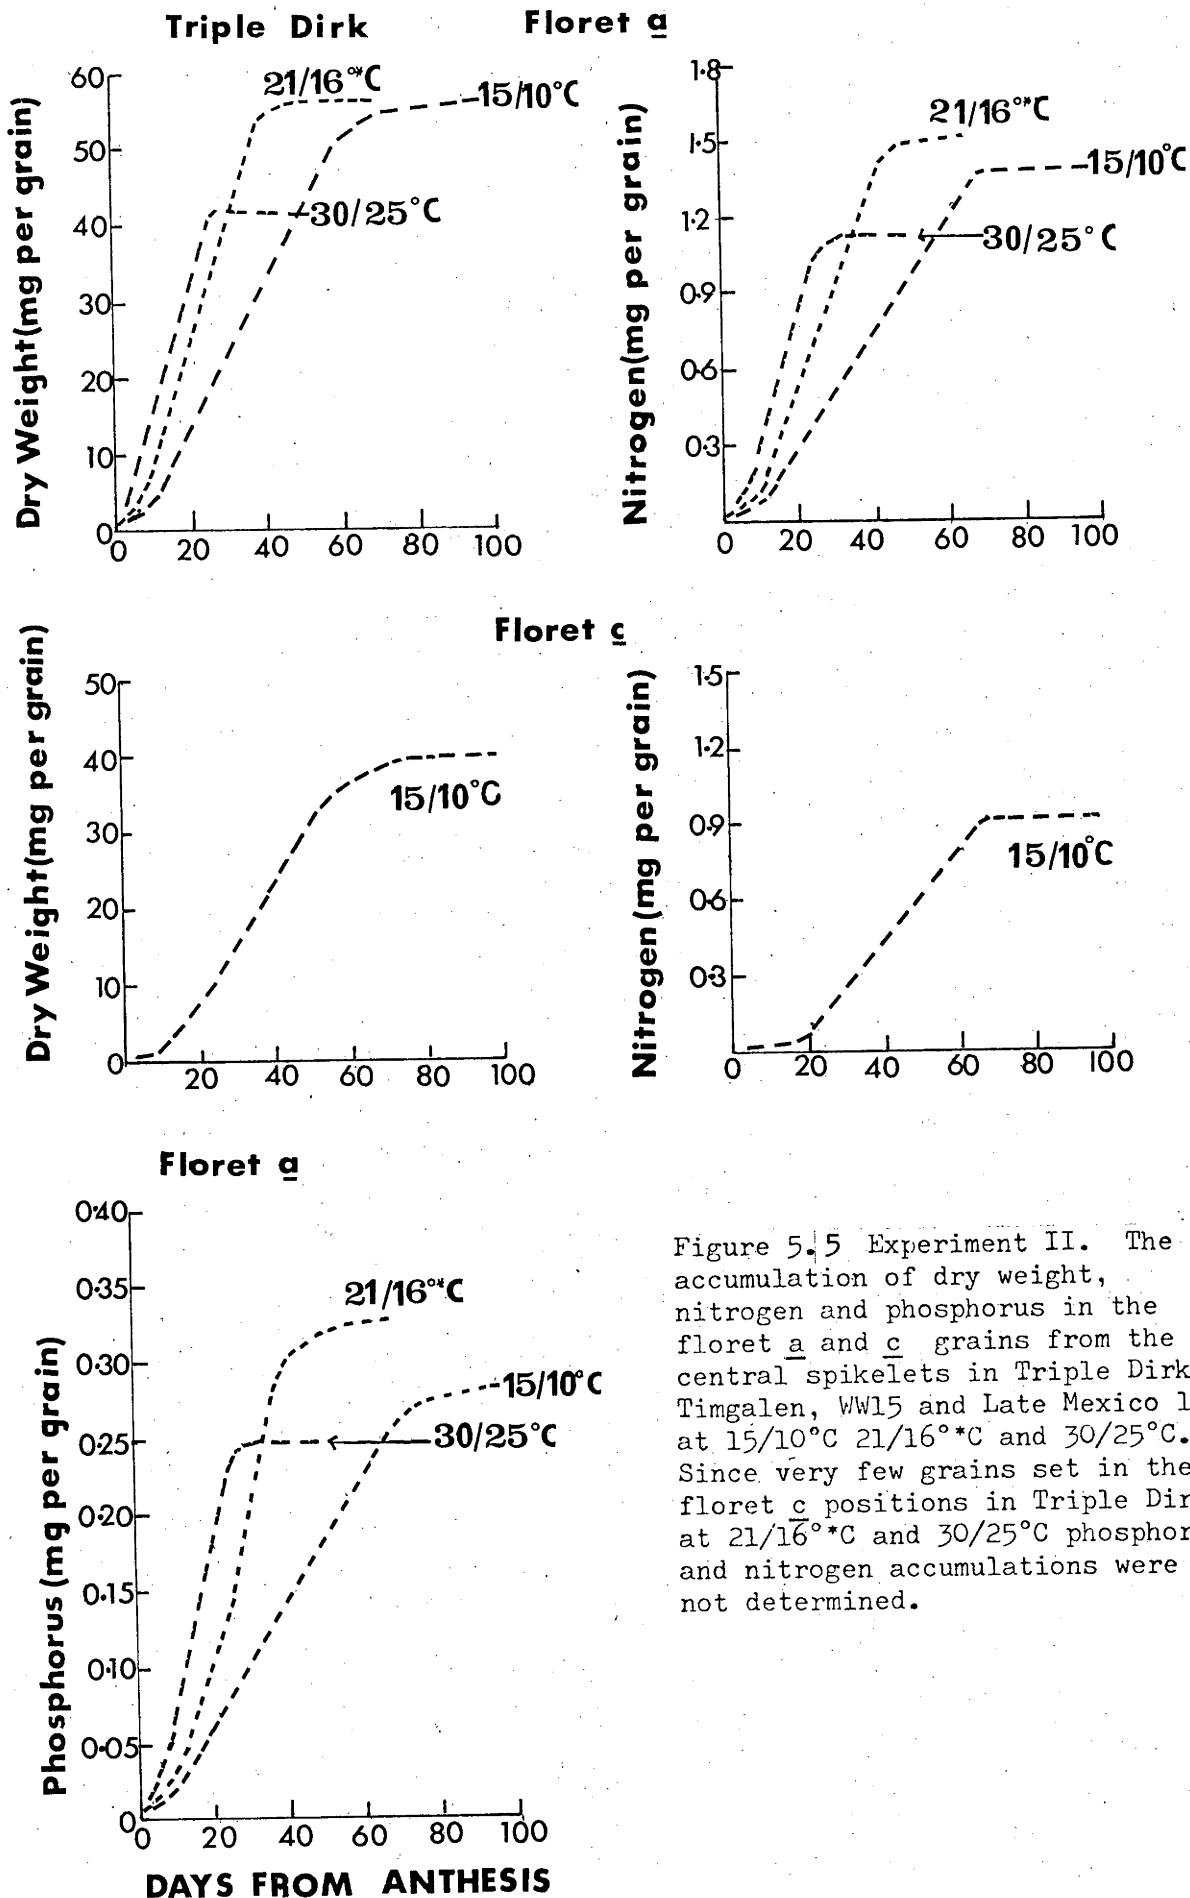 Triple Dirk
Floret a
Dry Weight(mg per grain)
60
50
40
30
20
10
0
0 20 40 60 80 100
21/16°*C
15/10°C
30/25°C
Nitrogen(mg per grain)
1·8
1·5
1·2
0·9
0·6
0·3
0 20 40 60 80 100
21/16°*C
15/10°C
30/25°C
Floret c
Dry Weight(mg per grain)
50
40
30
20
10
0
20 40 60 80 100
15/10°C
Nitrogen(mg per grain)
1·5
1·2
0·9
0·6
0·3
0 20 40 60 80 100
15/10°C
Floret a
Phosphorus(mg per grain)
0·40
0·35
0·30
0·25
0·20
0·15
0·10
0·05
0
0 20 40 60 80 100
21/16°*C
15/10°C
30/25°C
DAYS FROM ANTHESIS
Figure 5.5 Experiment II. The
accumulation of dry weight,
nitrogen and phosphorus in the
floret a and c grains from the
central spikelets in Triple Dirk
Timgalen, WW15 and Late Mexico 1
at 15/10°C 21/16°*C and 30/25°C.
Since very few grains set in the
floret c positions in Triple Dir
at 21/16°*C and 30/25°C phosphor
and nitrogen accumulations were
not determined.